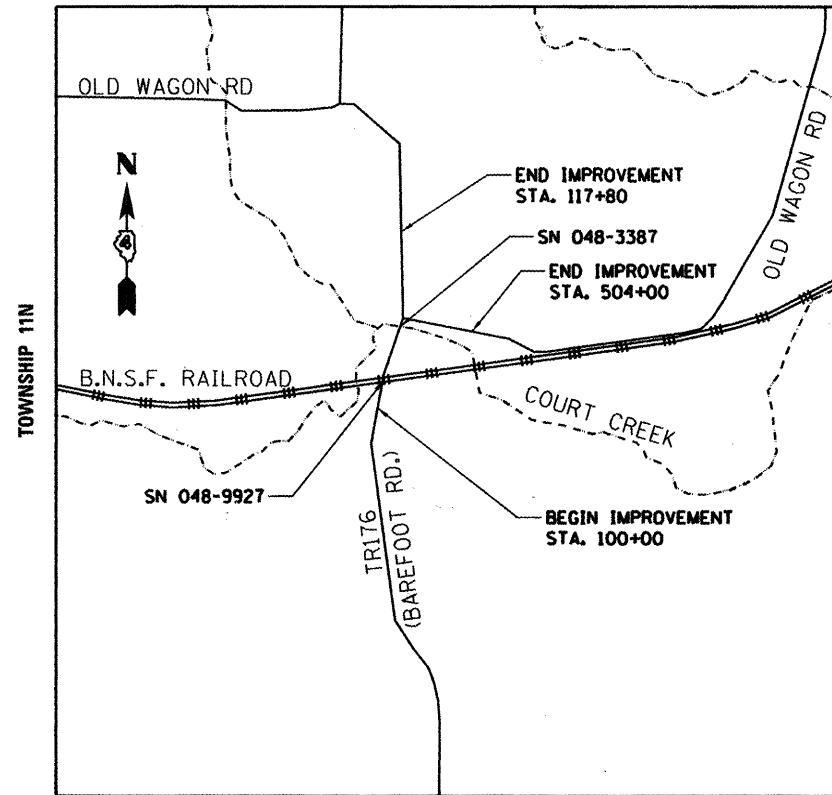 OLD WAGON RD
N
4
END IMPROVEMENT
STA. 117+80
OLD WAGON RD
SN 048-3387
END IMPROVEMENT
STA. 504+00
TOWNSHIP 11N
B.N.S.F. RAILROAD
COURT CREEK
SN 048-9927
TR176
(BAREFOOT RD.)
BEGIN IMPROVEMENT
STA. 100+00